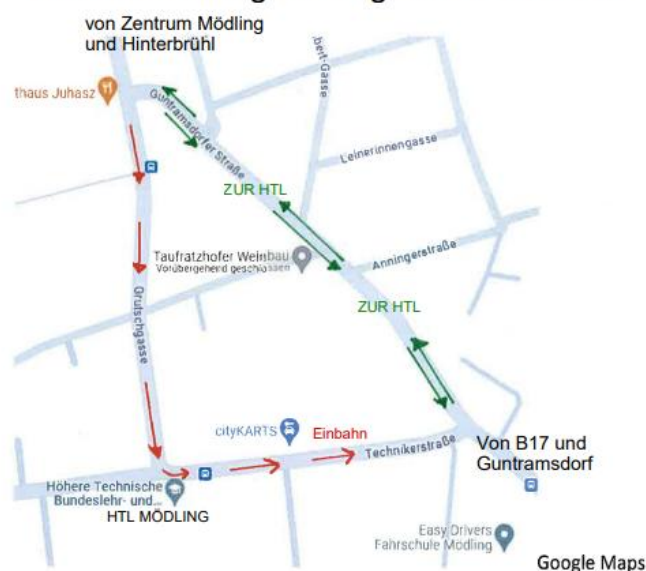 von Zentrum Mödling
und Hinterbrühl
thaus Juhasz
bert-Gasse
Guntramsdorfer Straße
Leinerinnengasse
ZUR HTL
Taufratzhofer Weinbau
Vorübergehend geschlossen
Anningerstraße
Grutschgasse
ZUR HTL
cityKARTS
Einbahn
Technikerstraße
Von B17 und
Guntramsdorf
Höhere Technische
Bundeslehr- und...
HTL MÖDLING
Easy Drivers
Fahrschule Mödling
Google Maps